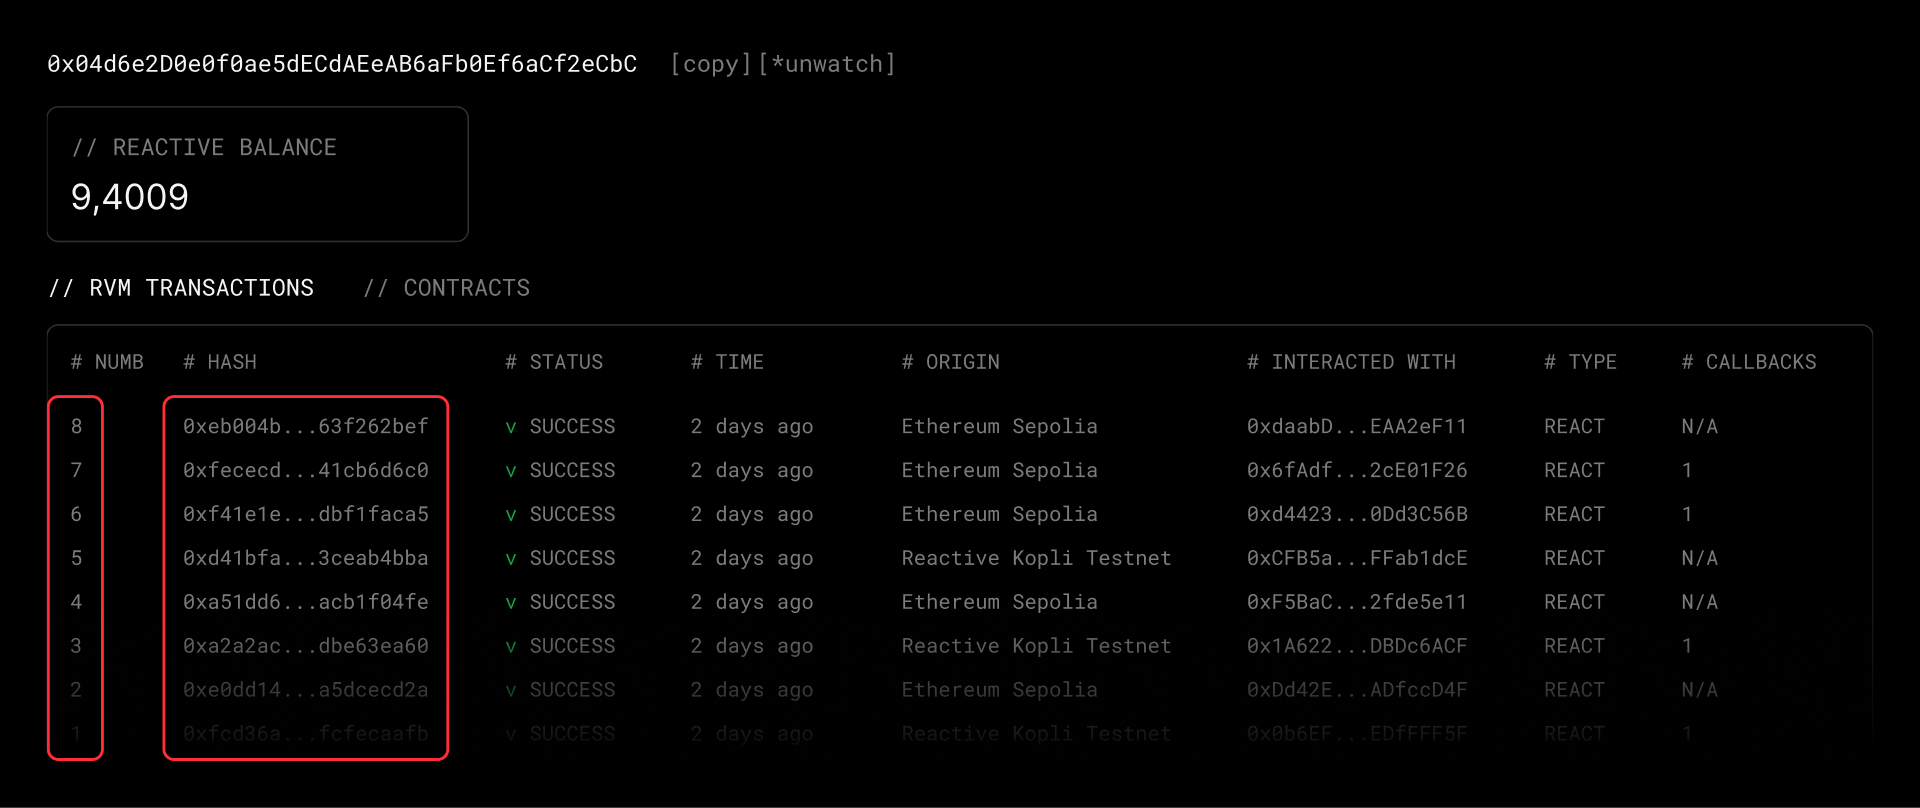 0x04d6e2D0e0f0ae5dECdAEeAB6aFb0Ef6aCf2eCbC [copy][*unwatch]
// REACTIVE BALANCE
9,4009
// RVM TRANSACTIONS // CONTRACTS
# NUMB # HASH # STATUS # TIME # ORIGIN # INTERACTED WITH # TYPE # CALLBACKS
8 0xeb004b...63f262bef v SUCCESS 2 days ago Ethereum Sepolia 0xdaabD...EAA2eF11 REACT N/A
7 0xfececd...41cb6d6c0 v SUCCESS 2 days ago Ethereum Sepolia 0x6fAdf...2cE01F26 REACT 1
6 0xf41e1e...dbf1faca5 v SUCCESS 2 days ago Ethereum Sepolia 0xd4423...0Dd3C56B REACT 1
5 0xd41bfa...3ceab4bba v SUCCESS 2 days ago Reactive Kopli Testnet 0xCFB5a...FFab1dcE REACT N/A
4 0xa51dd6...acb1f04fe v SUCCESS 2 days ago Ethereum Sepolia 0xF5BaC...2fde5e11 REACT N/A
3 0xa2a2ac...dbe63ea60 v SUCCESS 2 days ago Reactive Kopli Testnet 0x1A622...DBDc6ACF REACT 1
2 0xe0dd14...a5dcecd2a v SUCCESS 2 days ago Ethereum Sepolia 0xDd42E...ADfccD4F REACT N/A
1 0xfcd36a...fcfecaafb v SUCCESS 2 days ago Reactive Kopli Testnet 0x0b6EF...EDfFFF5F REACT 1